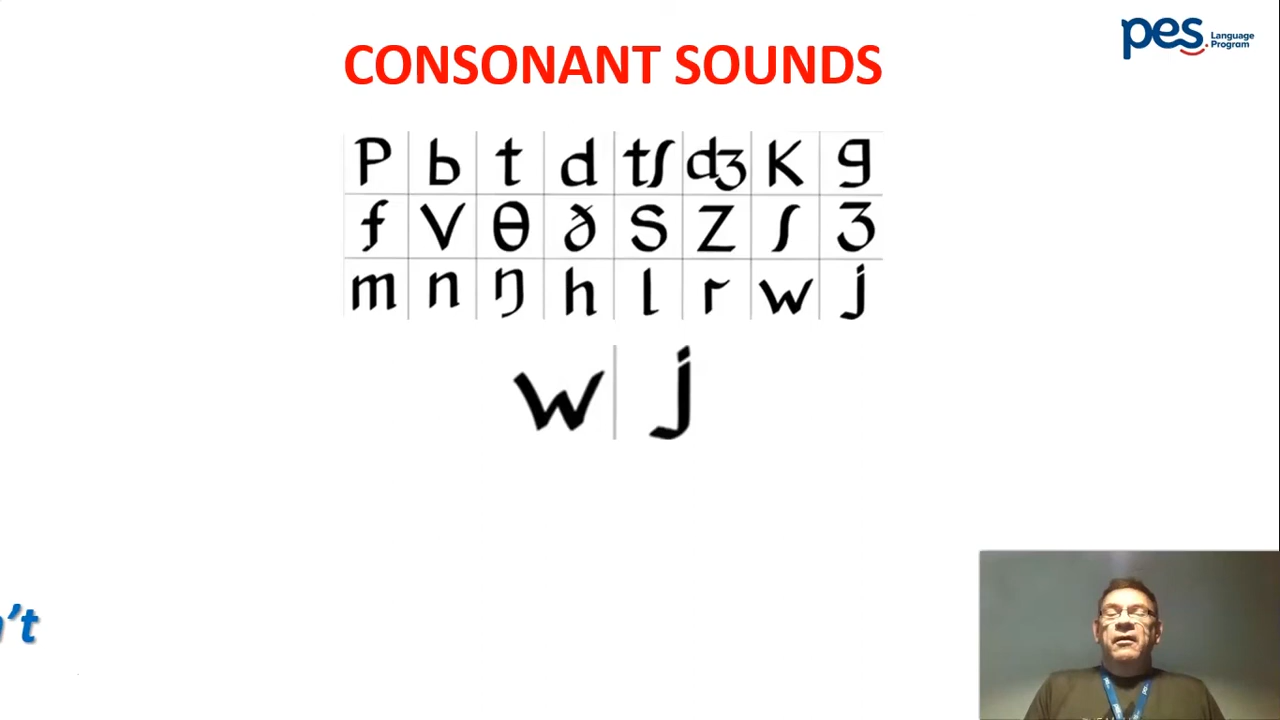 pes. Language
Program
CONSONANT SOUNDS
p b t d tʃ dʒ k g
f v θ ð s z ʃ ʒ
m n ŋ h l r w j
w j
’t